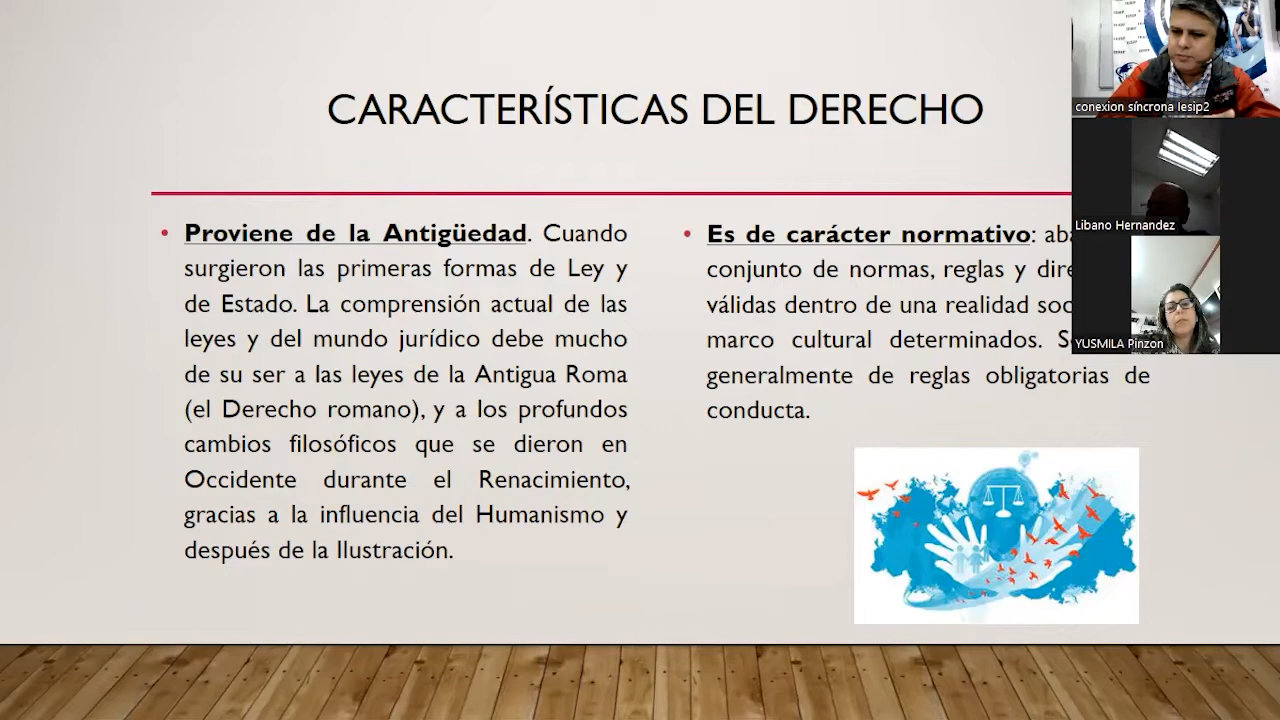 CARACTERÍSTICAS DEL DERECHO
• Proviene de la Antigüedad. Cuando
surgieron las primeras formas de Ley y
de Estado. La comprensión actual de las
leyes y del mundo jurídico debe mucho
de su ser a las leyes de la Antigua Roma
(el Derecho romano), y a los profundos
cambios filosóficos que se dieron en
Occidente durante el Renacimiento,
gracias a la influencia del Humanismo y
después de la Ilustración.
• Es de carácter normativo:
conjunto de normas, reglas y
válidas dentro de una realidad
marco cultural determinados.
generalmente de reglas obligatorias de
conducta.
conexion síncrona Iesip2
Libano Hernandez
YUSMILA Pinzon